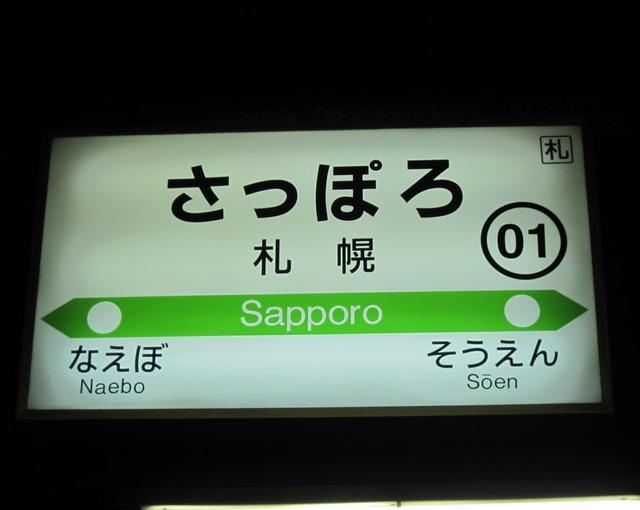 札
さっぽろ
01
札 幌
Sapporo
なえぼ そうえん
Naebo Sōen